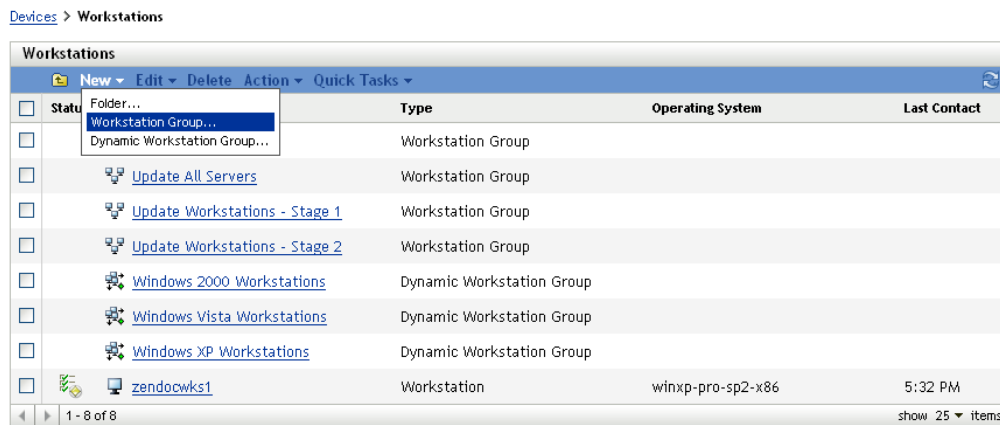 Devices > Workstations
Workstations
New Edit Delete Action Quick Tasks
Folder...
Workstation Group...
Dynamic Workstation Group...
Type Operating System Last Contact
Workstation Group
Update All Servers Workstation Group
Update Workstations - Stage 1 Workstation Group
Update Workstations - Stage 2 Workstation Group
Windows 2000 Workstations Dynamic Workstation Group
Windows Vista Workstations Dynamic Workstation Group
Windows XP Workstations Dynamic Workstation Group
zendocwks1 Workstation winxp-pro-sp2-x86 5:32 PM
1 - 8 of 8 show 25 items